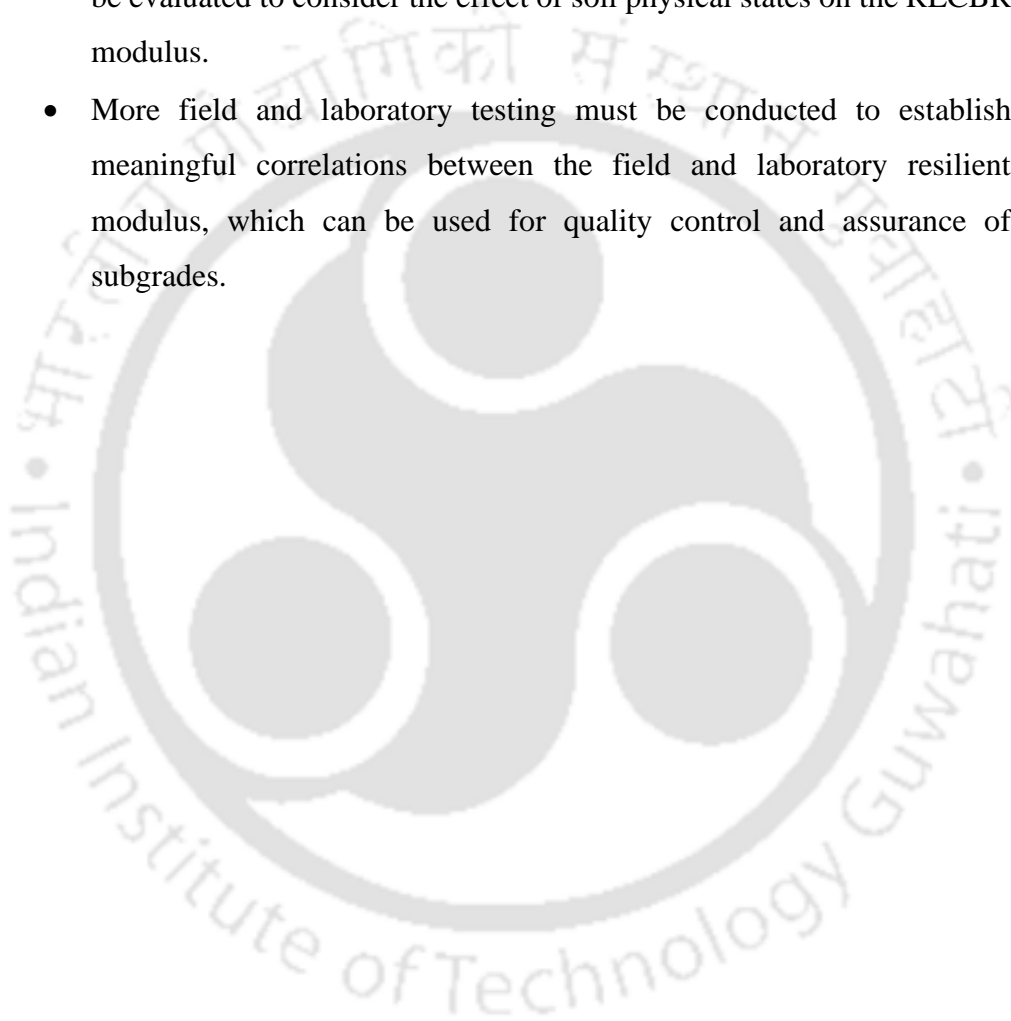 be evaluated to consider the effect of soil physical states on the RLCBR
modulus.
• More field and laboratory testing must be conducted to establish
meaningful correlations between the field and laboratory resilient
modulus, which can be used for quality control and assurance of
subgrades.
भारतीय प्रौद्योगिकी संस्थान गुवाहाटी
• Indian Institute of Technology Guwahati •